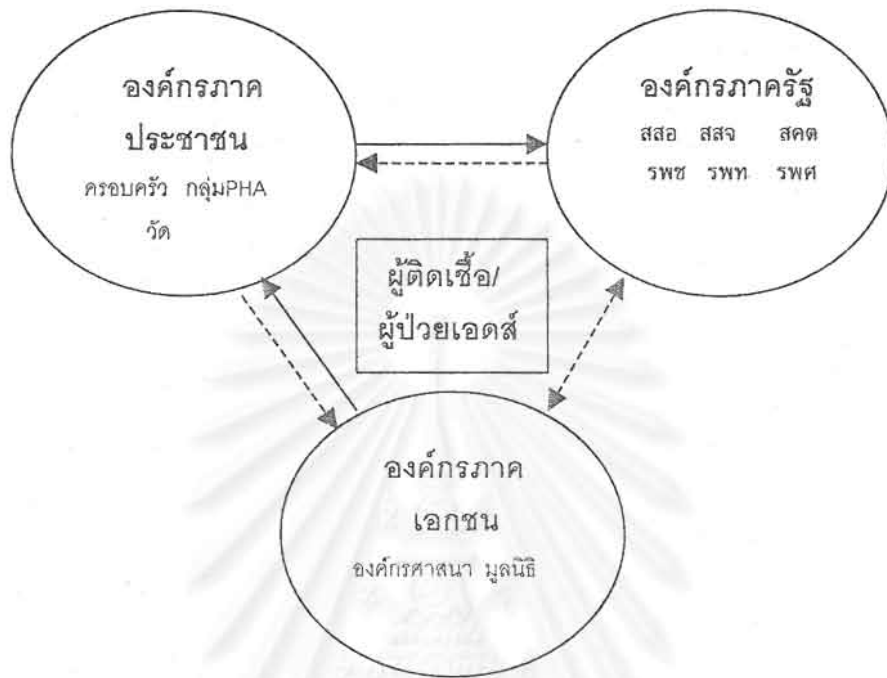 องค์กรภาค
ประชาชน
ครอบครัว กลุ่มPHA
วัด
องค์กรภาครัฐ
สสอ สสจ สคต
รพช รพท รพศ
ผู้ติดเชื้อ/
ผู้ป่วยเอดส์
องค์กรภาค
เอกชน
องค์กรศาสนา มูลนิธิ